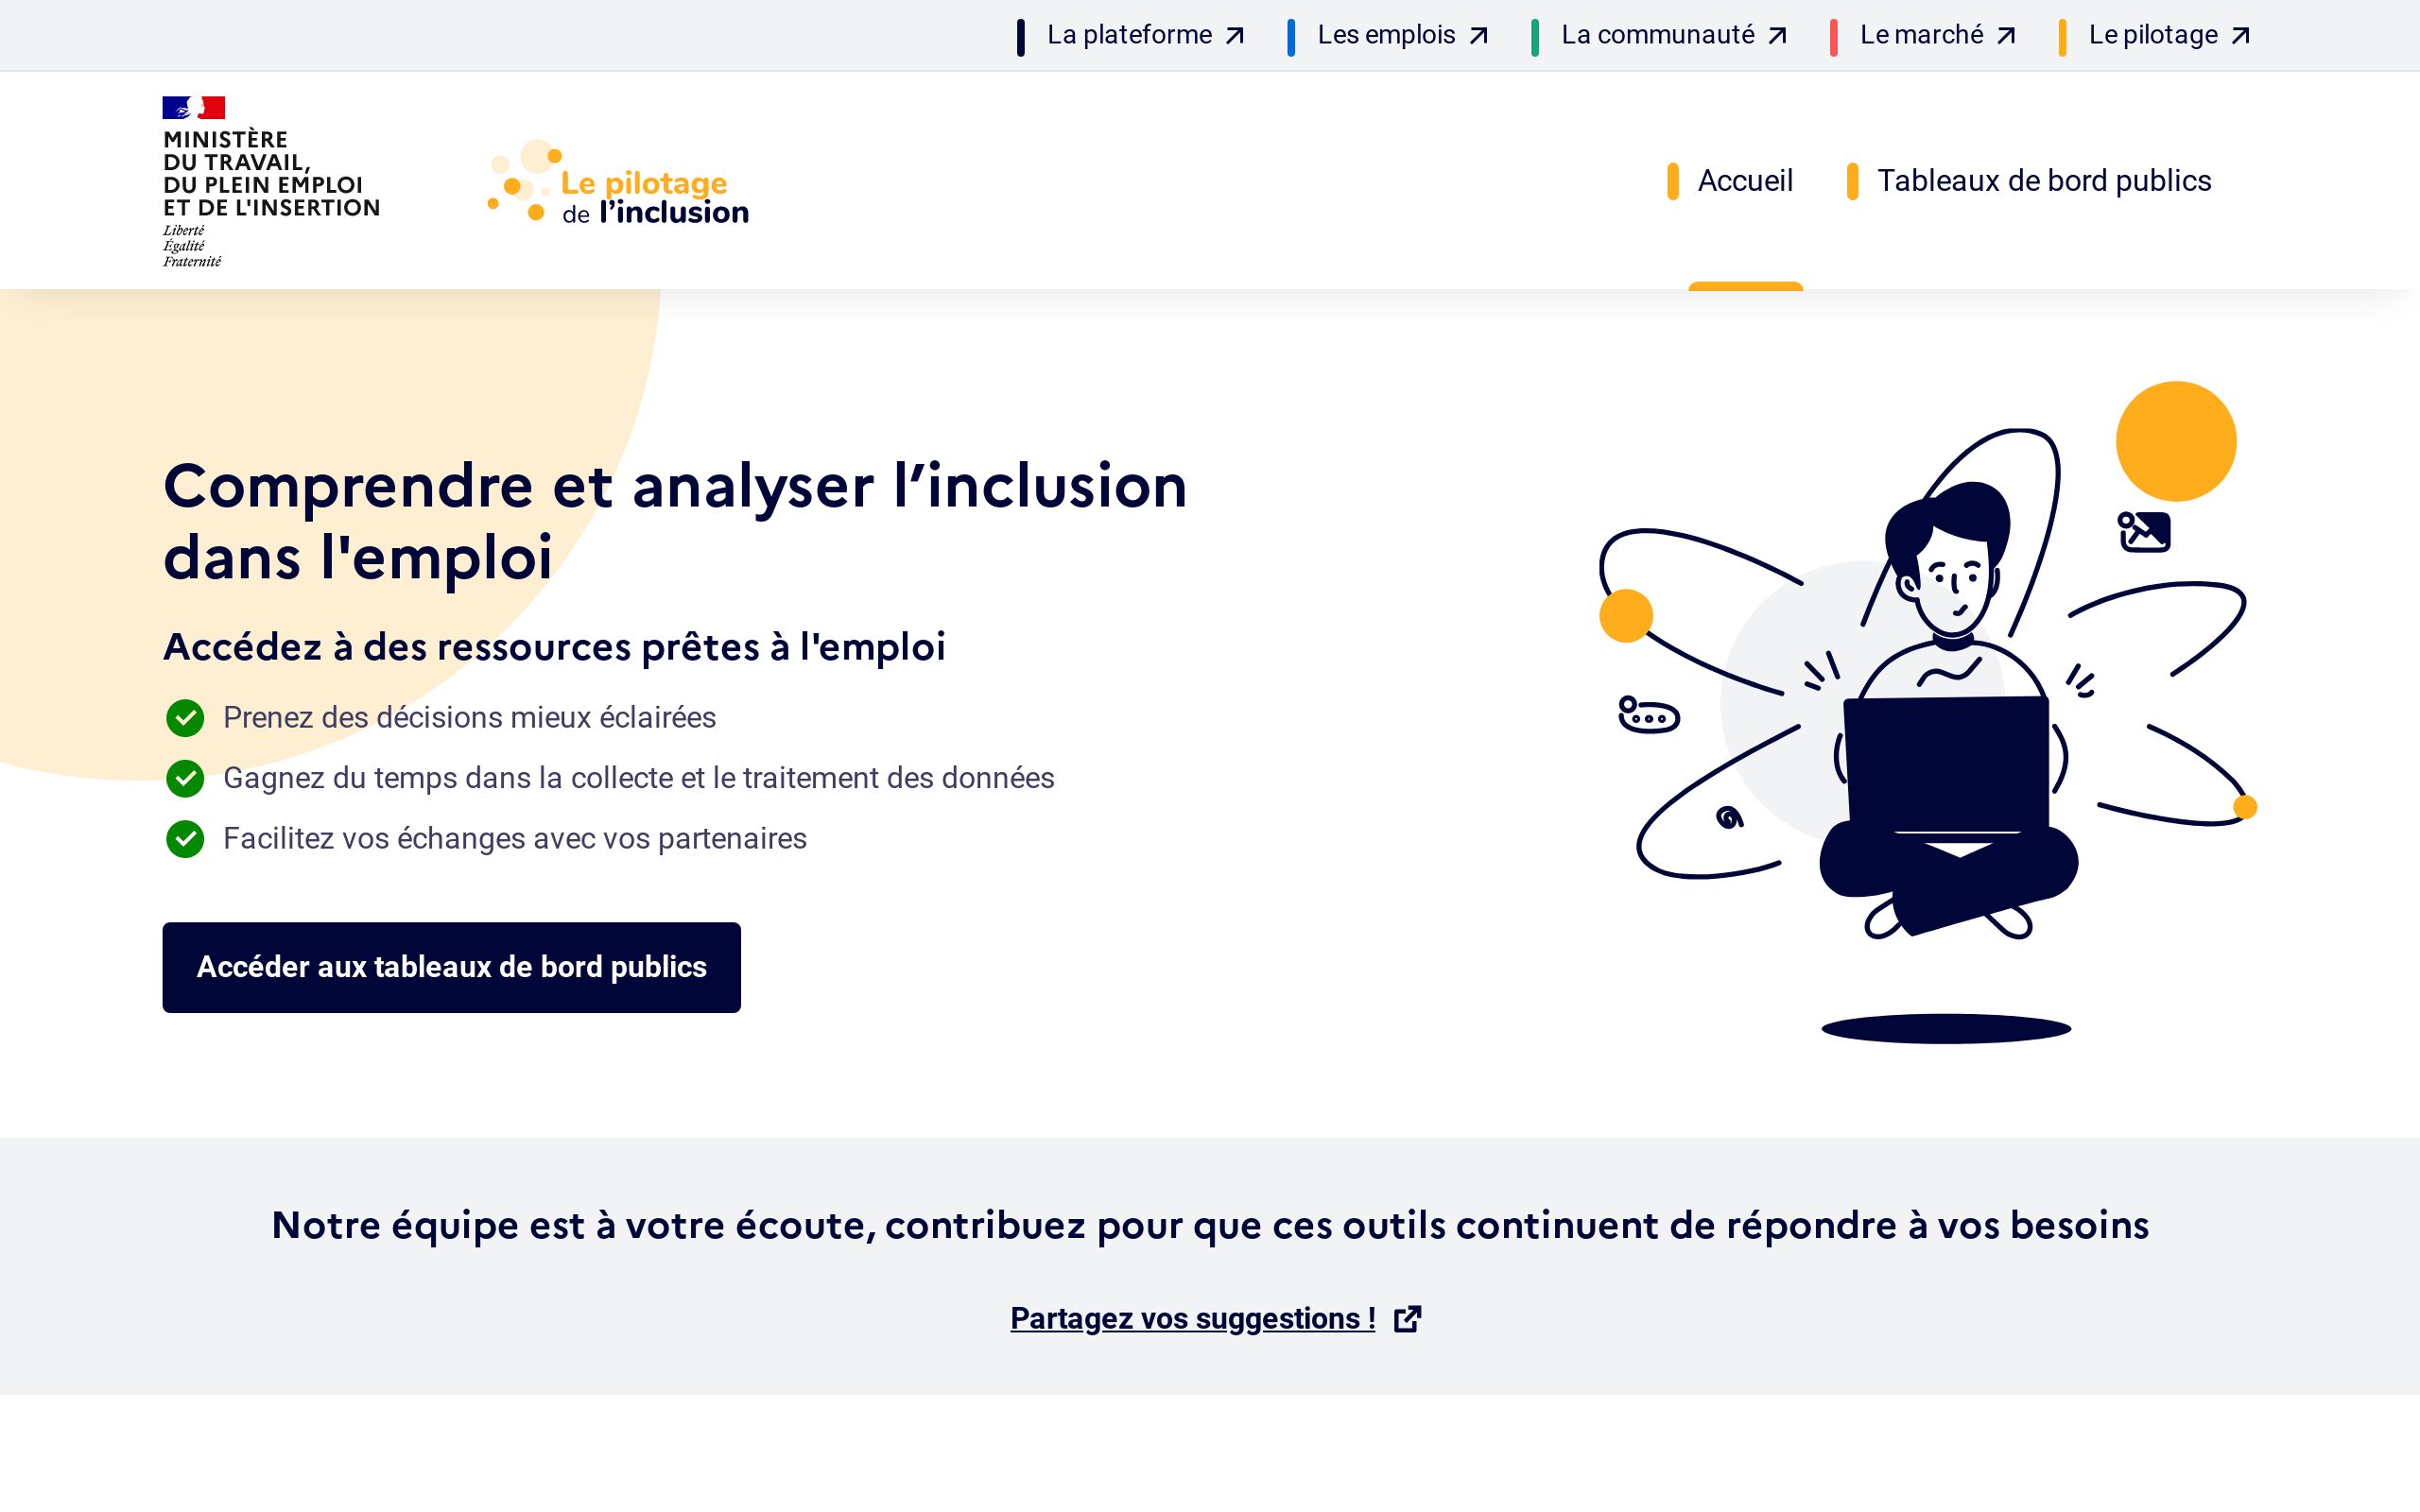 La plateforme
Les emplois
La communauté
Le marché
Le pilotage
MINISTÈRE
DU TRAVAIL,
DU PLEIN EMPLOI
ET DE L'INSERTION
Liberté
Égalité
Fraternité
Le pilotage
de l’inclusion
Accueil
Tableaux de bord publics
Comprendre et analyser l’inclusion
dans l'emploi
Accédez à des ressources prêtes à l'emploi
Prenez des décisions mieux éclairées
Gagnez du temps dans la collecte et le traitement des données
Facilitez vos échanges avec vos partenaires
Accéder aux tableaux de bord publics
Notre équipe est à votre écoute, contribuez pour que ces outils continuent de répondre à vos besoins
Partagez vos suggestions !